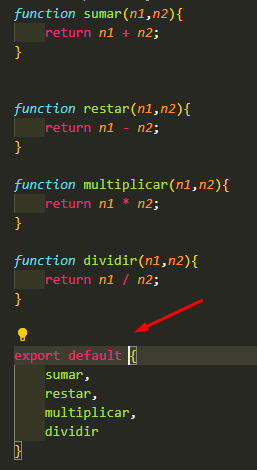 function sumar(n1,n2){
return n1 + n2;
}
function restar(n1,n2){
return n1 - n2;
}
function multiplicar(n1,n2){
return n1 * n2;
}
function dividir(n1,n2){
return n1 / n2;
}
export default {
sumar,
restar,
multiplicar,
dividir
}